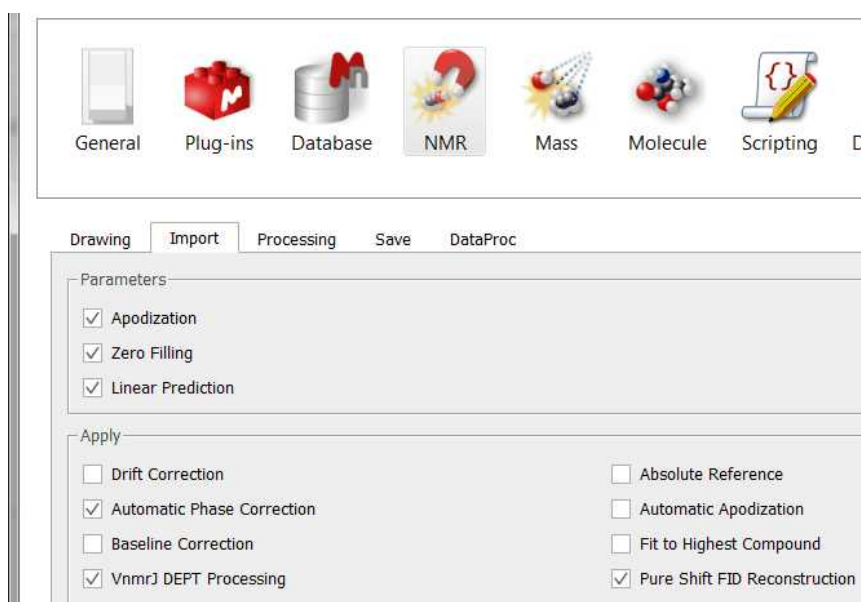 General Plug-ins Database NMR Mass Molecule Scripting D
Drawing Import Processing Save DataProc
Parameters
Apodization
Zero Filling
Linear Prediction
Apply
Drift Correction Absolute Reference
Automatic Phase Correction Automatic Apodization
Baseline Correction Fit to Highest Compound
VnmrJ DEPT Processing Pure Shift FID Reconstruction